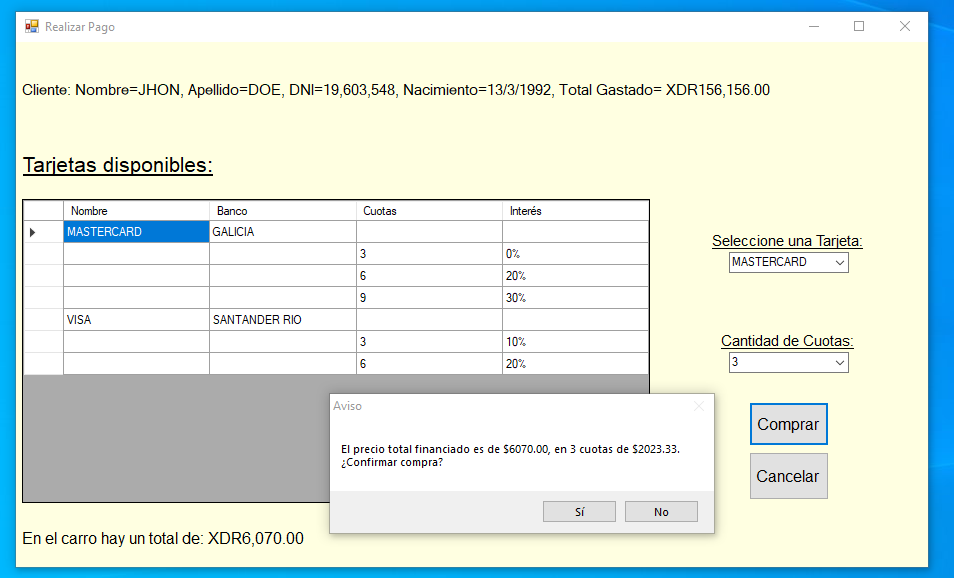 Realizar Pago
Cliente: Nombre=JHON, Apellido=DOE, DNI=19,603,548, Nacimiento=13/3/1992, Total Gastado= XDR156,156.00
Tarjetas disponibles:
Nombre Banco Cuotas Interés
MASTERCARD GALICIA
3 0%
6 20%
9 30%
VISA SANTANDER RIO
3 10%
6 20%
Seleccione una Tarjeta:
MASTERCARD
Cantidad de Cuotas:
3
Comprar
Cancelar
Aviso
El precio total financiado es de $6070.00, en 3 cuotas de $2023.33.
¿Confirmar compra?
Sí No
En el carro hay un total de: XDR6,070.00